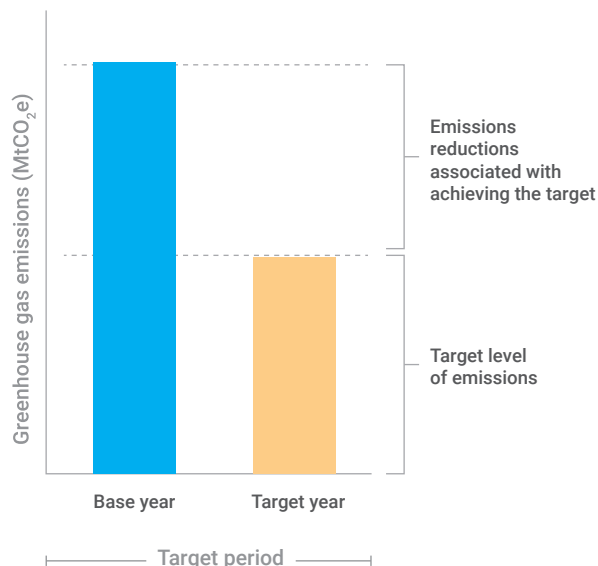 Greenhouse gas emissions (MtCO₂e)
Emissions
reductions
associated with
achieving the target
Target level
of emissions
Base year
Target year
Target period